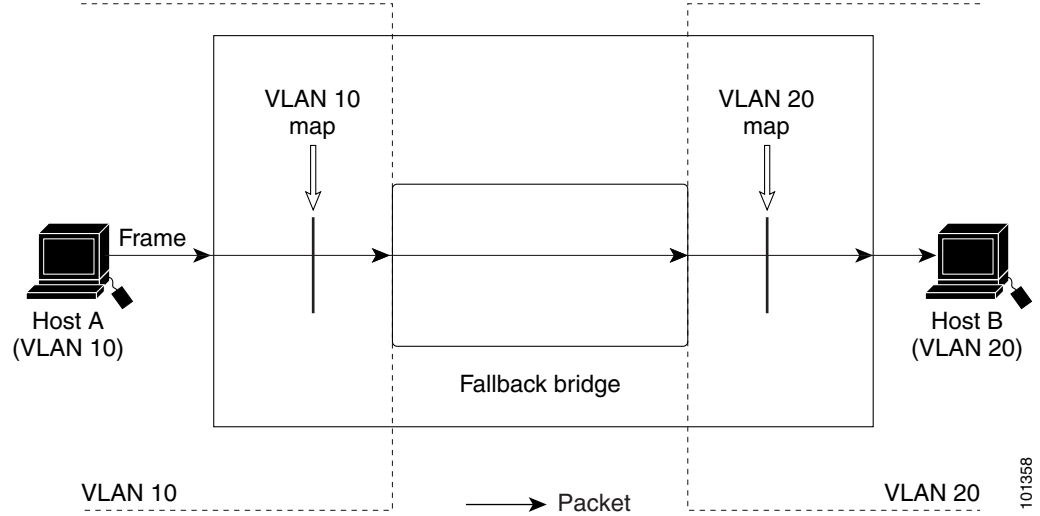 VLAN 10
map
VLAN 20
map
Frame
Host A
(VLAN 10)
Host B
(VLAN 20)
Fallback bridge
VLAN 10
Packet
VLAN 20
101358